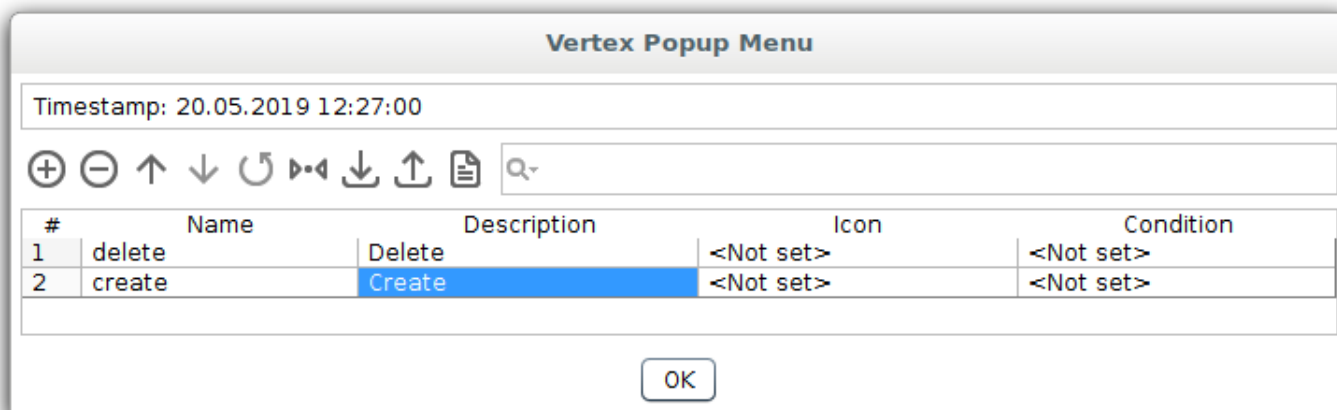 Vertex Popup Menu
Timestamp: 20.05.2019 12:27:00
# Name Description Icon Condition
1 delete Delete <Not set> <Not set>
2 create Create <Not set> <Not set>
OK